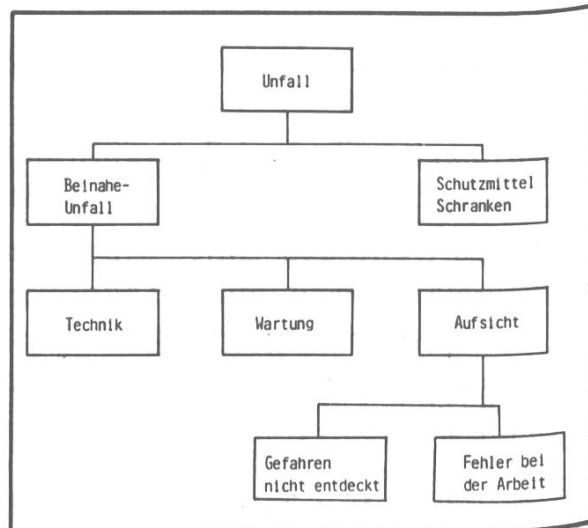 Unfall
Beinahe-
Unfall
Schutzmittel
Schranken
Technik
Wartung
Aufsicht
Gefahren
nicht entdeckt
Fehler bei
der Arbeit